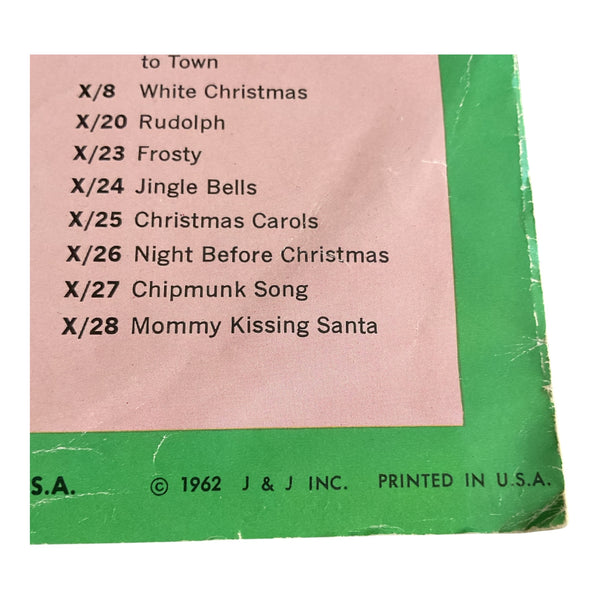 to Town
X/8 White Christmas
X/20 Rudolph
X/23 Frosty
X/24 Jingle Bells
X/25 Christmas Carols
X/26 Night Before Christmas
X/27 Chipmunk Song
X/28 Mommy Kissing Santa
S.A. © 1962 J & J INC. PRINTED IN U.S.A.